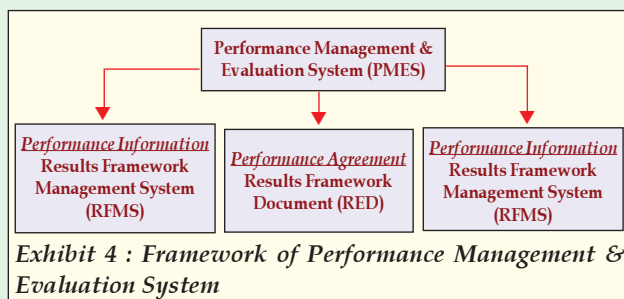 Performance Management &
Evaluation System (PMES)
Performance Information
Results Framework
Management System
(RFMS)
Performance Agreement
Results Framework
Document (RED)
Performance Information
Results Framework
Management System
(RFMS)
Exhibit 4 : Framework of Performance Management &
Evaluation System